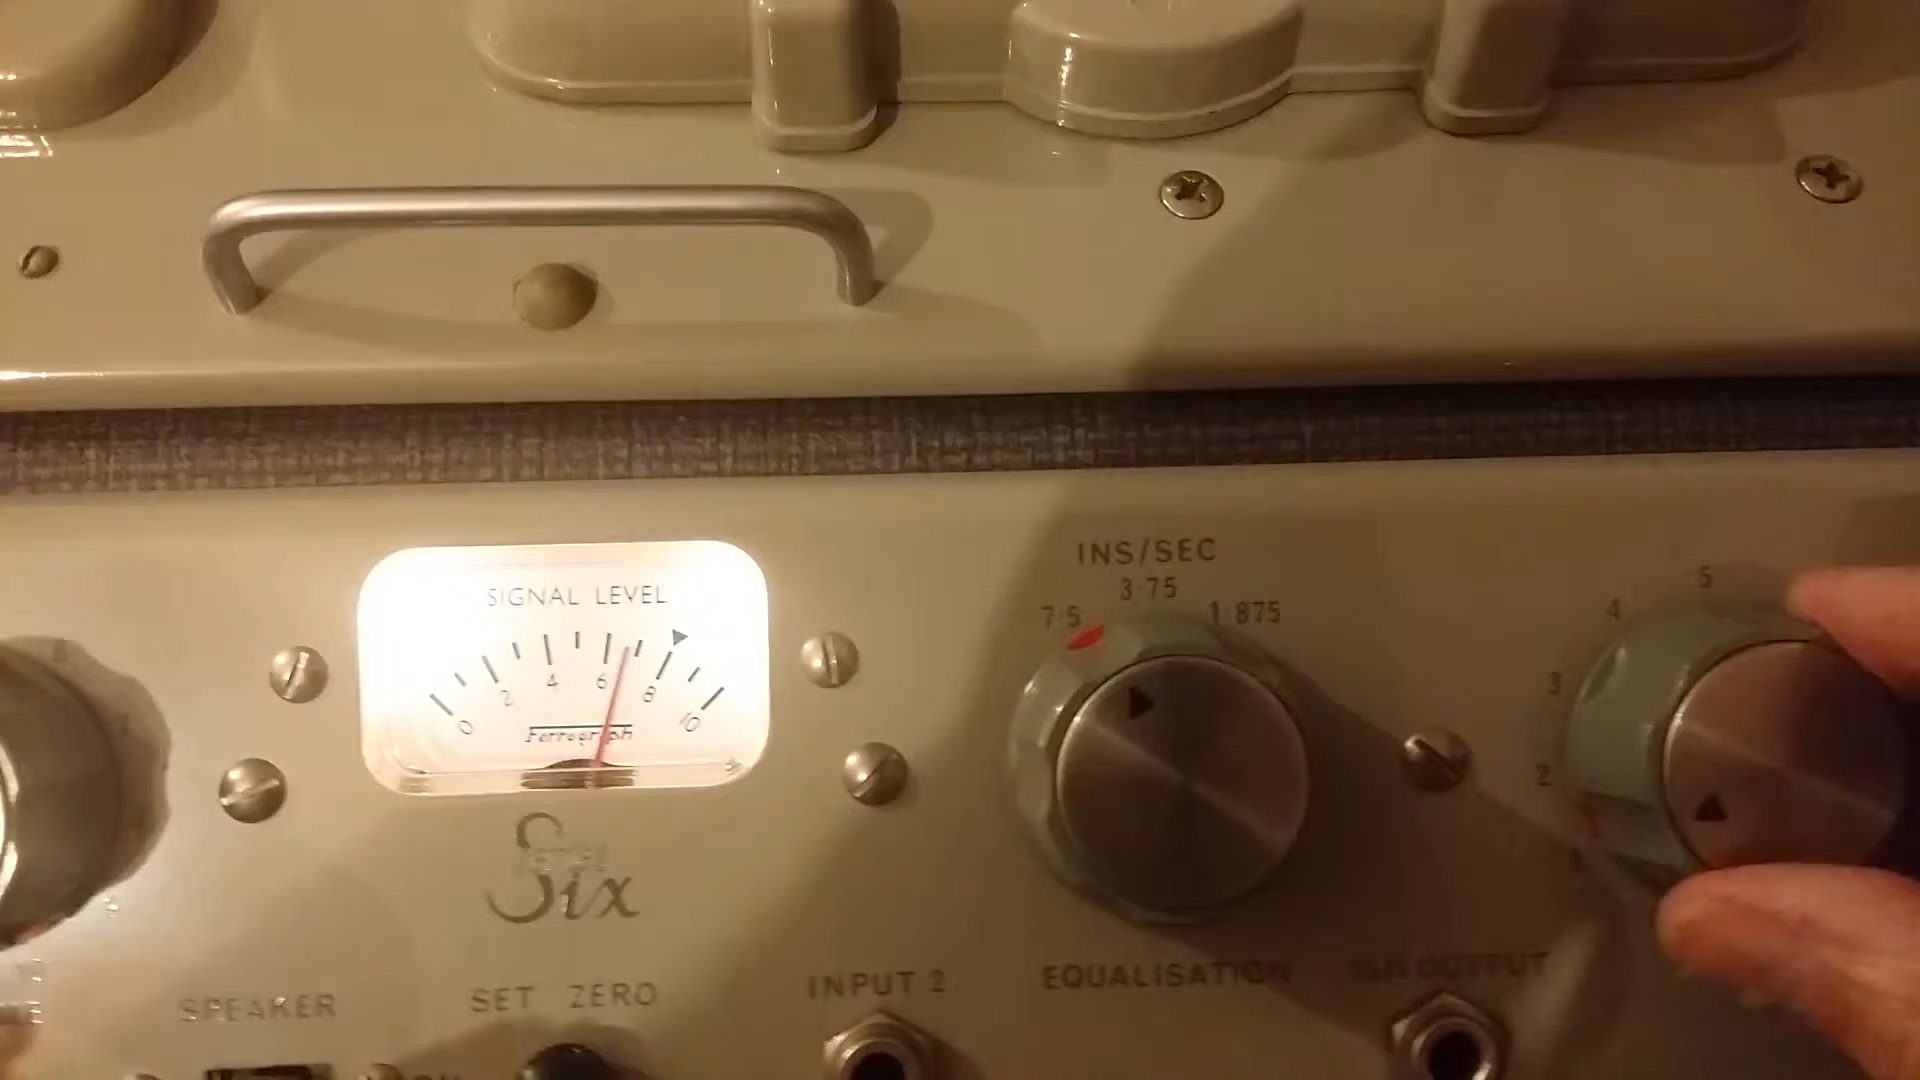 SIGNAL LEVEL
0 2 4 6 8 10
Ferrograph
Six
INS/SEC
7·5 3·75 1 875
2 3 4 5
SPEAKER
SET ZERO
INPUT 2
EQUALISATION
OUTPUT